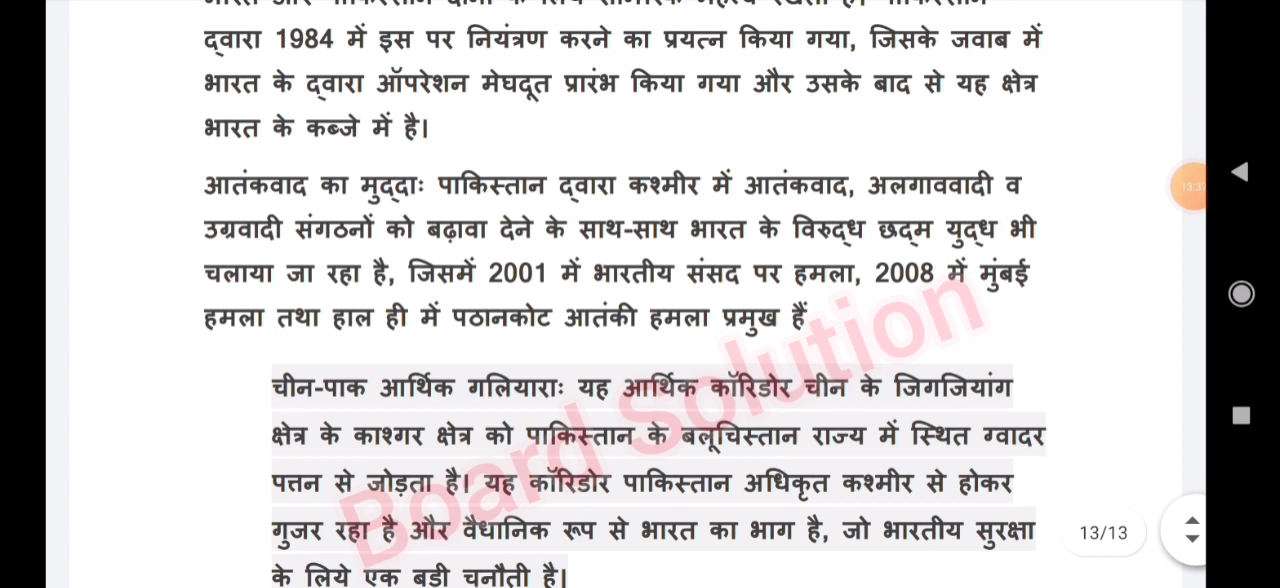 द्वारा 1984 में इस पर नियंत्रण करने का प्रयत्न किया गया, जिसके जवाब में
भारत के द्वारा ऑपरेशन मेघदूत प्रारंभ किया गया और उसके बाद से यह क्षेत्र
भारत के कब्जे में है।
आतंकवाद का मुद्दाः पाकिस्तान द्वारा कश्मीर में आतंकवाद, अलगाववादी व
उग्रवादी संगठनों को बढ़ावा देने के साथ-साथ भारत के विरुद्ध छद्म युद्ध भी
चलाया जा रहा है, जिसमें 2001 में भारतीय संसद पर हमला, 2008 में मुंबई
हमला तथा हाल ही में पठानकोट आतंकी हमला प्रमुख हैं
चीन-पाक आर्थिक गलियाराः यह आर्थिक कॉरिडोर चीन के जिगजियांग
क्षेत्र के काश्गर क्षेत्र को पाकिस्तान के बलूचिस्तान राज्य में स्थित ग्वादर
पत्तन से जोड़ता है। यह कॉरिडोर पाकिस्तान अधिकृत कश्मीर से होकर
गुजर रहा है और वैधानिक रूप से भारत का भाग है, जो भारतीय सुरक्षा
के लिये एक बड़ी चुनौती है।
Board Solution
13:37
13/13